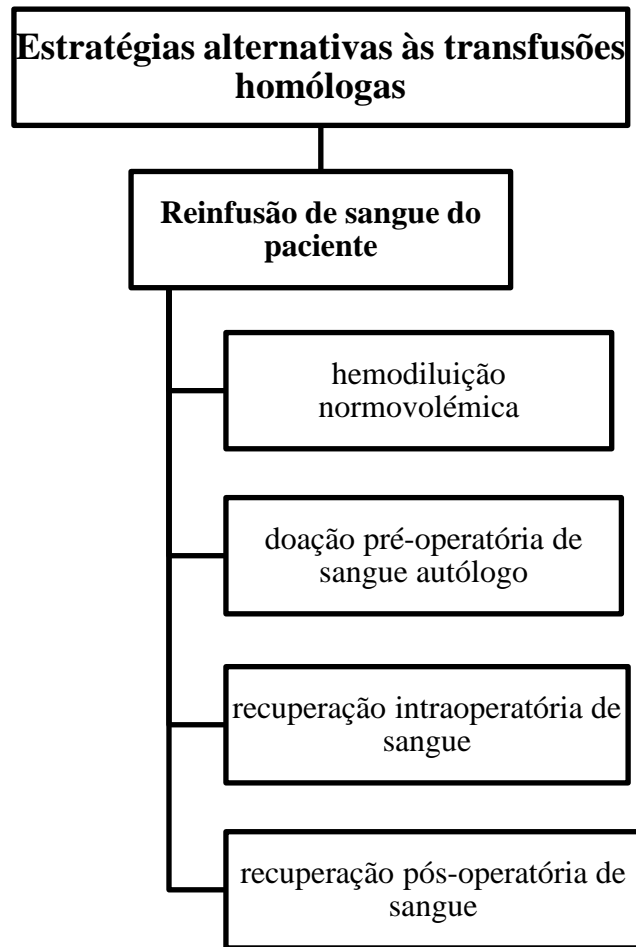 Estratégias alternativas às transfusões
homólogas
Reinfusão de sangue do
paciente
hemodiluição
normovolémica
doação pré-operatória de
sangue autólogo
recuperação intraoperatória de
sangue
recuperação pós-operatória de
sangue